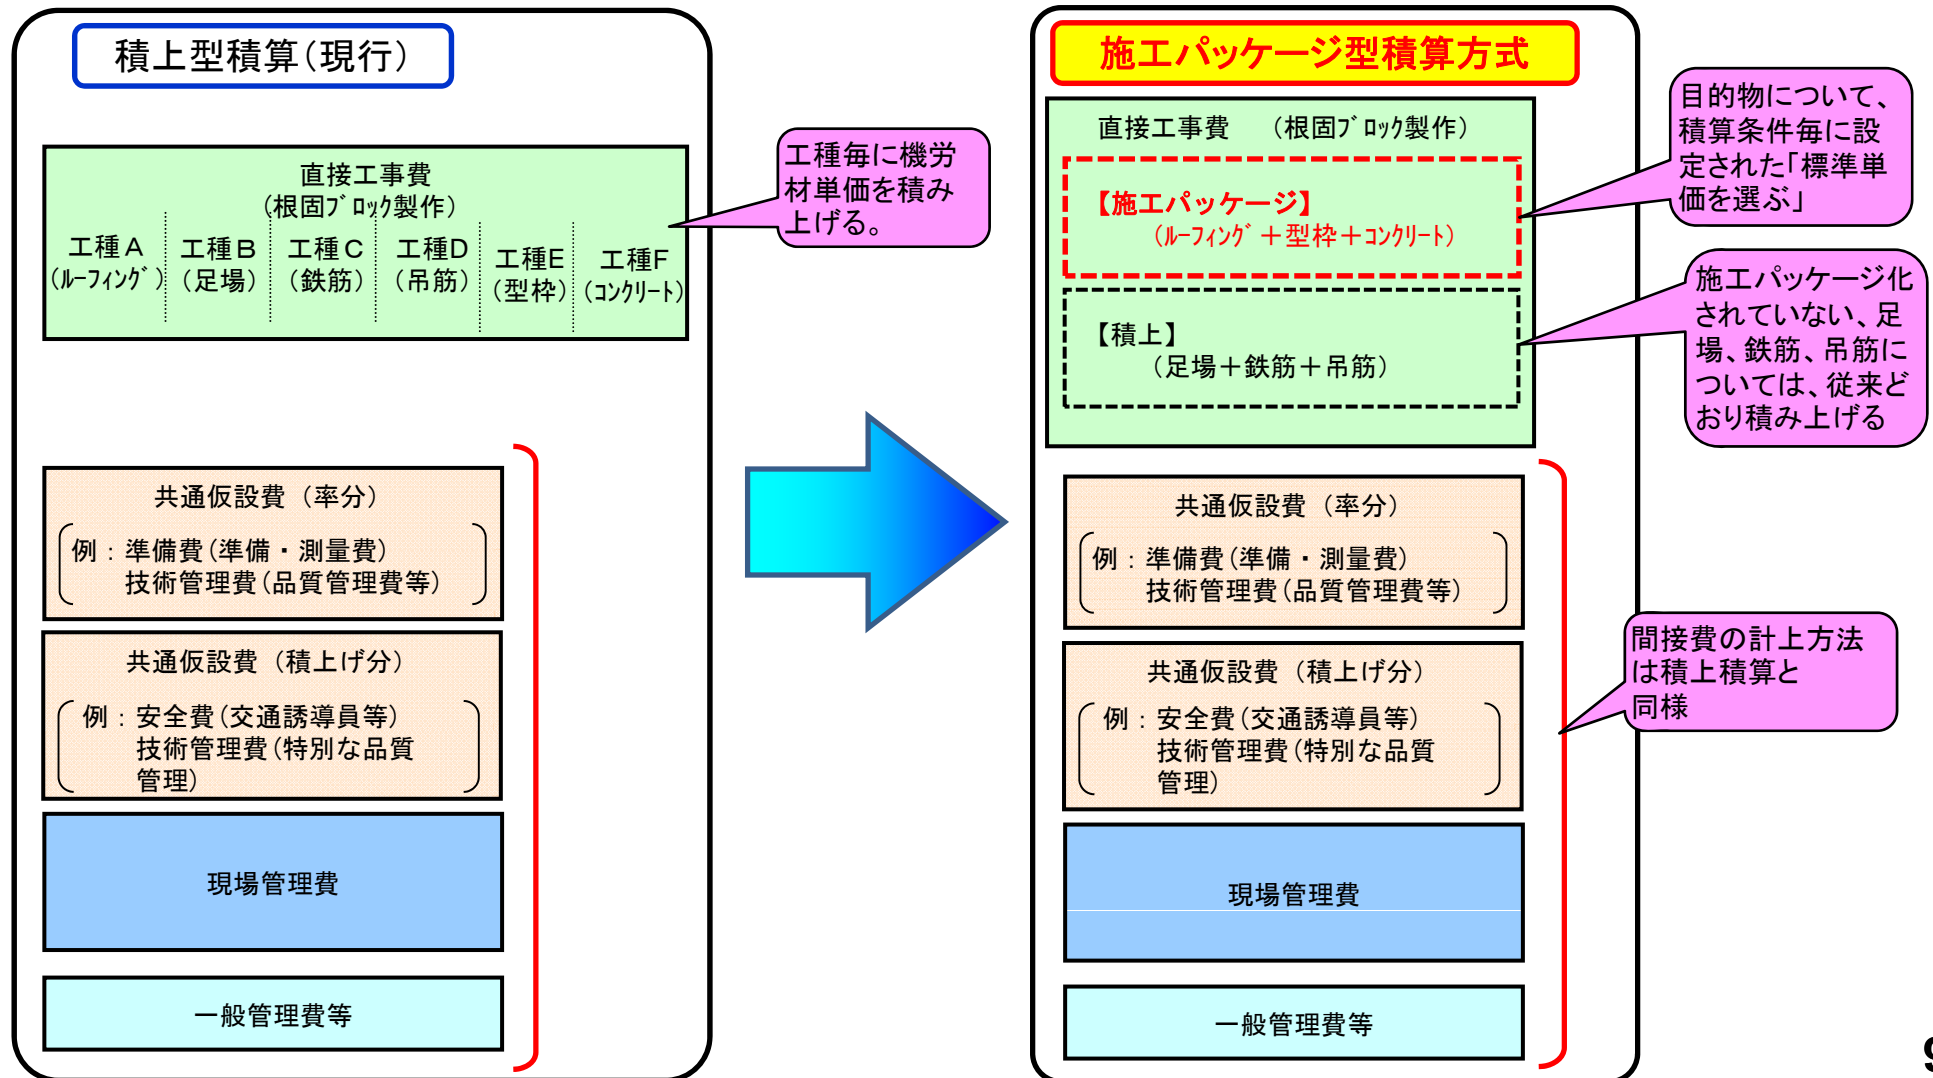 積上型積算(現行)
直接工事費
(根固ﾌﾞﾛｯｸ製作)
工種A
(ﾙｰﾌｨﾝｸﾞ)
工種B
(足場)
工種C
(鉄筋)
工種D
(吊筋)
工種E
(型枠)
工種F
(ｺﾝｸﾘｰﾄ)
工種毎に機労
材単価を積み
上げる。
共通仮設費(率分)
例:準備費(準備・測量費)
技術管理費(品質管理費等)
共通仮設費(積上げ分)
例:安全費(交通誘導員等)
技術管理費(特別な品質
管理)
現場管理費
一般管理費等
施工パッケージ型積算方式
直接工事費 (根固ﾌﾞﾛｯｸ製作)
【施工パッケージ】
(ﾙｰﾌｨﾝｸﾞ+型枠+ｺﾝｸﾘｰﾄ)
【積上】
(足場+鉄筋+吊筋)
目的物について、
積算条件毎に設
定された「標準単
価を選ぶ」
施工パッケージ化
されていない、足
場、鉄筋、吊筋に
ついては、従来ど
おり積み上げる
共通仮設費(率分)
例:準備費(準備・測量費)
技術管理費(品質管理費等)
共通仮設費(積上げ分)
例:安全費(交通誘導員等)
技術管理費(特別な品質
管理)
間接費の計上方法
は積上積算と
同様
現場管理費
一般管理費等